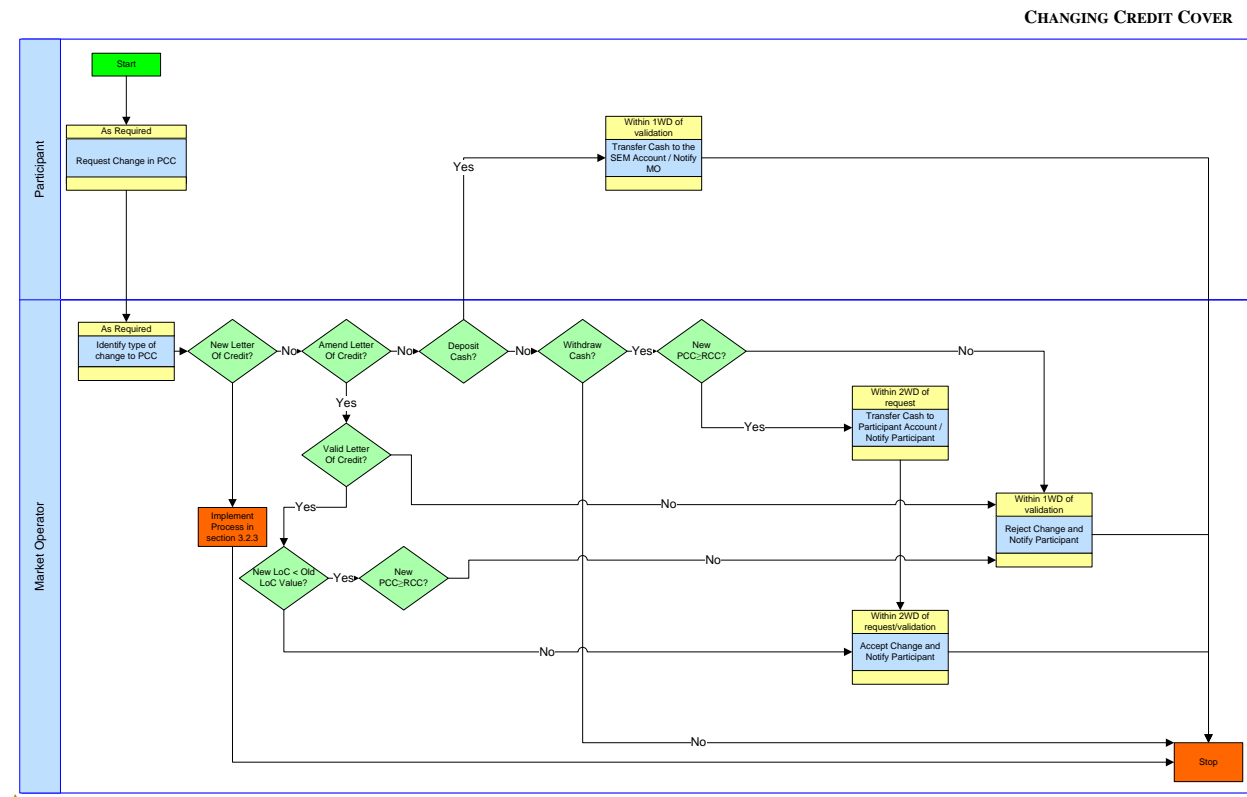 CHANGING CREDIT COVER
Participant
Start
As Required
Request Change in PCC
Within 1WD of
validation
Transfer Cash to the
SEM Account / Notify
MO
Yes
Market Operator
As Required
Identify type of
change to PCC
New Letter
Of Credit?
No
Amend Letter
Of Credit?
No
Deposit
Cash?
No
Withdraw
Cash?
Yes
New
PCC≥RCC?
No
Yes
Within 2WD of
request
Transfer Cash to
Participant Account /
Notify Participant
Yes
Valid Letter
Of Credit?
No
Yes
Within 1WD of
validation
Reject Change and
Notify Participant
Implement
Process in
section 3.2.3
New LoC < Old
LoC Value?
Yes
New
PCC≥RCC?
No
Within 2WD of
request/validation
Accept Change and
Notify Participant
No
No
Stop